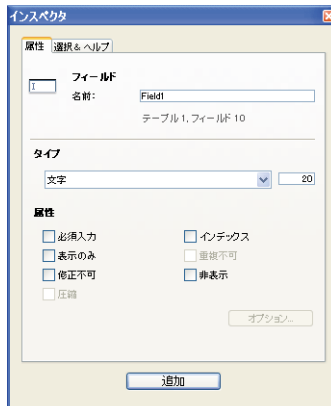 インスペクタ
属性 選択&ヘルプ
フィールド
名前: Field1
テーブル 1, フィールド 10
タイプ
文字 20
属性
必須入力 インデックス
表示のみ 重複不可
修正不可 非表示
圧縮
オプション...
追加